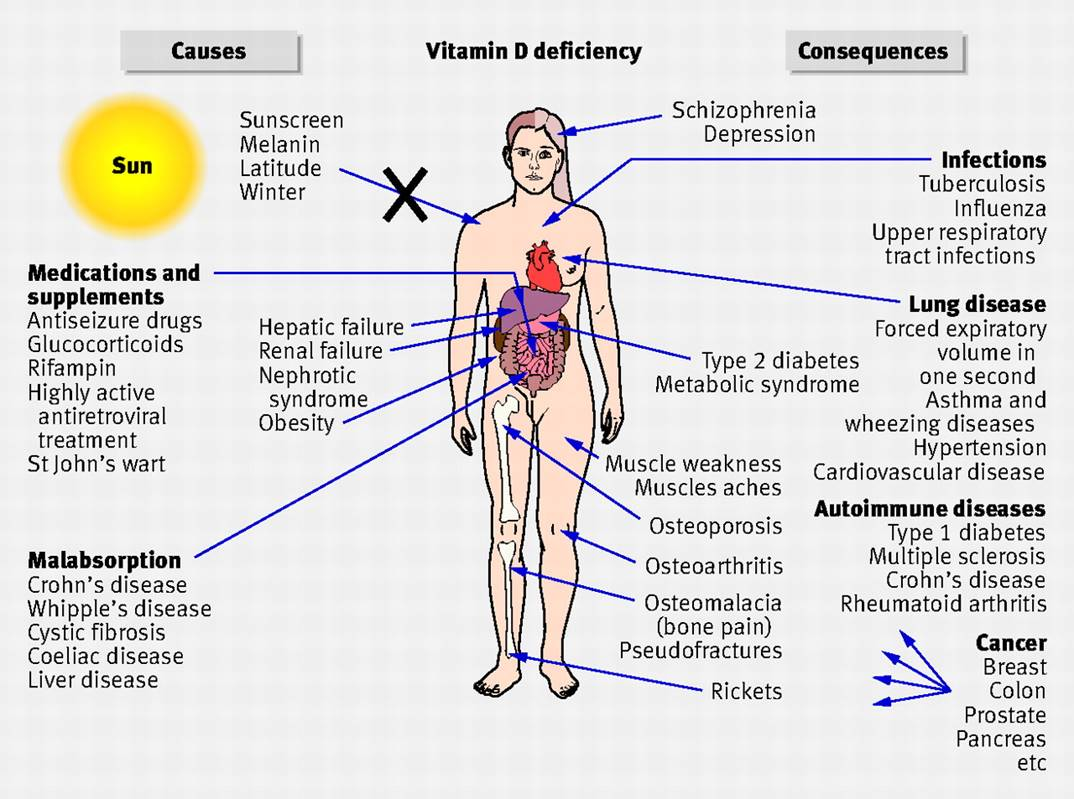 Causes
Vitamin D deficiency
Consequences
Sun
Sunscreen
Melanin
Latitude
Winter
Medications and
supplements
Antiseizure drugs
Glucocorticoids
Rifampin
Highly active
antiretroviral
treatment
St John's wart
Hepatic failure
Renal failure
Nephrotic
syndrome
Obesity
Malabsorption
Crohn's disease
Whipple's disease
Cystic fibrosis
Coeliac disease
Liver disease
Schizophrenia
Depression
Infections
Tuberculosis
Influenza
Upper respiratory
tract infections
Lung disease
Forced expiratory
volume in
one second
Asthma and
wheezing diseases
Hypertension
Cardiovascular disease
Type 2 diabetes
Metabolic syndrome
Muscle weakness
Muscles aches
Osteoporosis
Osteoarthritis
Osteomalacia
(bone pain)
Pseudofractures
Rickets
Autoimmune diseases
Type 1 diabetes
Multiple sclerosis
Crohn's disease
Rheumatoid arthritis
Cancer
Breast
Colon
Prostate
Pancreas
etc